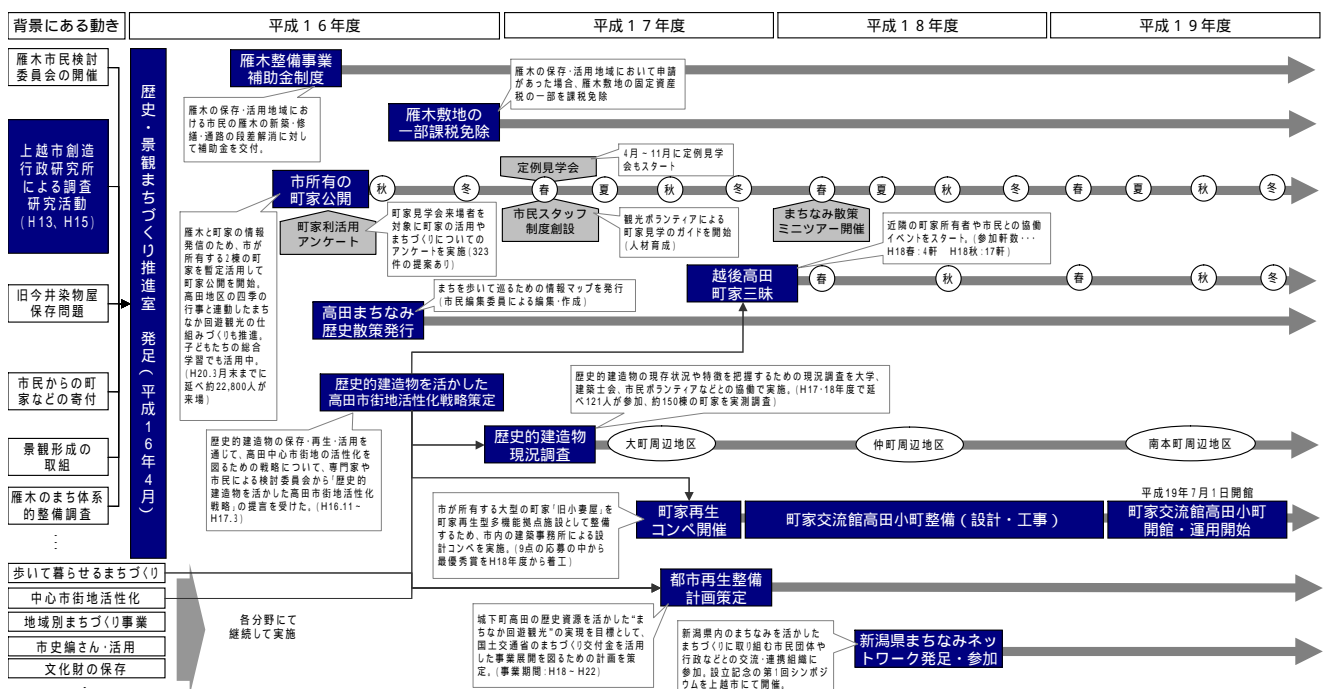 背景にある動き
平成16年度
平成17年度
平成18年度
平成19年度
雁木市民検討
委員会の開催
上越市創造
行政研究所
による調査
研究活動
(H13、H15)
旧今井染物屋
保存問題
市民からの町
家などの寄付
景観形成の
取組
雁木のまち体系
的整備調査
⋮
歴史・景観まちづくり推進室 発足(平成16年4月)
雁木整備事業
補助金制度
雁木の保存・活用地域にお
ける市民の雁木の新築・修
繕・通路の段差解消に対し
て補助金を交付。
雁木敷地の
一部課税免除
雁木の保存・活用地域において申請
があった場合、雁木敷地の固定資産
税の一部を課税免除
市所有の
町家公開
秋
冬
春
夏
秋
冬
春
夏
秋
冬
春
夏
秋
冬
定例見学会
4月~11月に定例見学
会もスタート
雁木と町家の情報
発信のため、市が
所有する2棟の町
家を暫定活用して
町家公開を開始。
高田地区の四季の
行事と連動したまち
なか回遊観光の仕
組みづくりも推進。
子どもたちの総合
学習でも活用中。
(H20.3月末までに
延べ約22,800人が
来場)
町家利活用
アンケート
町家見学会来場者を
対象に町家の活用や
まちづくりについての
アンケートを実施(323
件の提案あり)
市民スタッフ
制度創設
観光ボランティアによる
町家見学のガイドを開始
(人材育成)
まちなみ散策
ミニツアー開催
近隣の町家所有者や市民との協働
イベントをスタート。(参加軒数・・・
H18春:4軒 H18秋:17軒)
越後高田
町家三昧
春
秋
春
秋
冬
高田まちなみ
歴史散策発行
まちを歩いて巡るための情報マップを発行
(市民編集委員による編集・作成)
歴史的建造物を活かした
高田市街地活性化戦略策定
歴史的建造物の保存・再生・活用を
通じて、高田中心市街地の活性化を
図るための戦略について、専門家や
市民による検討委員会から「歴史的
建造物を活かした高田市街地活性化
戦略」の提言を受けた。(H16.11~
H17.3)
歴史的建造物の現存状況や特徴を把握するための現況調査を大学、
建築士会、市民ボランティアなどとの協働で実施。(H17・18年度で延
べ121人が参加、約150棟の町家を実測調査)
歴史的建造物
現況調査
大町周辺地区
仲町周辺地区
南本町周辺地区
市が所有する大型の町家「旧小妻屋」を
町家再生型多機能拠点施設として整備
するため、市内の建築事務所による設
計コンペを実施。(9点の応募の中から
最優秀賞をH18年度から着工)
町家再生
コンペ開催
町家交流館高田小町整備(設計・工事)
平成19年7月1日開館
町家交流館高田小町
開館・運用開始
歩いて暮らせるまちづくり
中心市街地活性化
地域別まちづくり事業
市史編さん・活用
文化財の保存
各分野にて
継続して実施
都市再生整備
計画策定
城下町高田の歴史資源を活かした“ま
ちなか回遊観光”の実現を目標として、
国土交通省のまちづくり交付金を活用
した事業展開を図るための計画を策
定。(事業期間:H18~H22)
新潟県内のまちなみを活かした
まちづくりに取り組む市民団体や
行政などとの交流・連携組織に
参加。設立記念の第1回シンポジ
ウムを上越市にて開催。
新潟県まちなみネッ
トワーク発足・参加